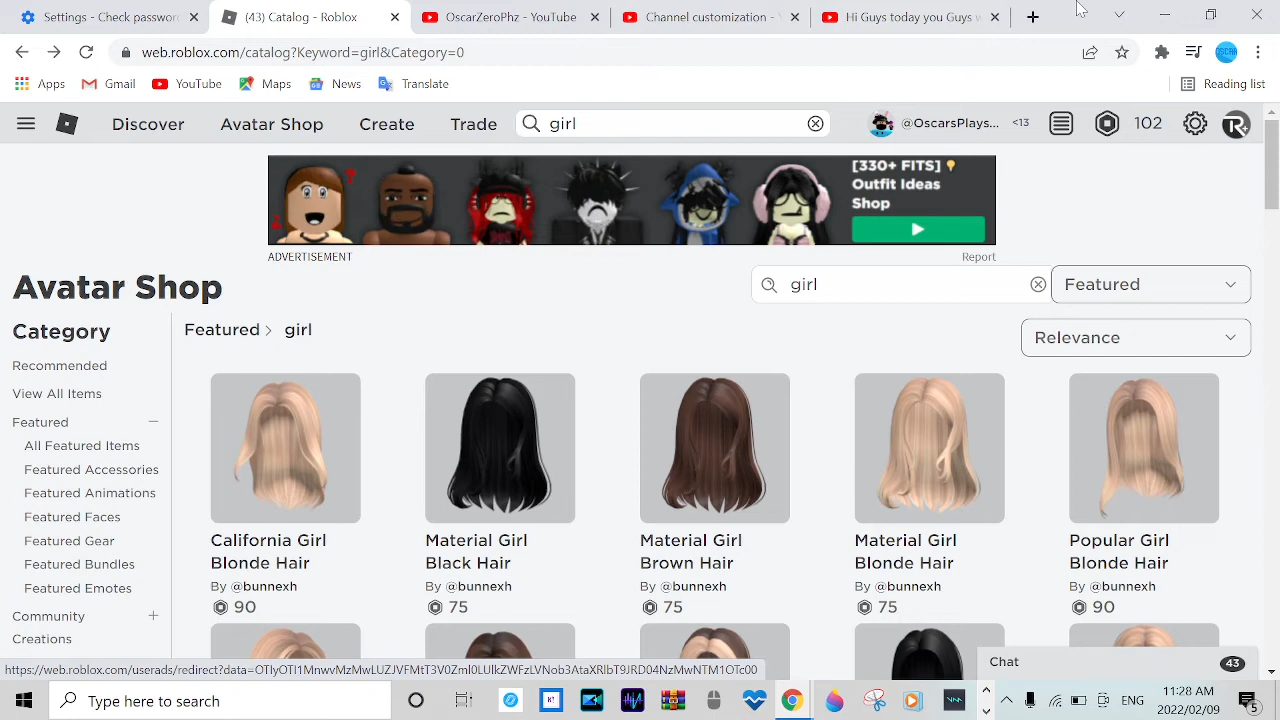 Settings - Checkpassword
(43) Catalog - Roblox
OscarZeroPhz - YouTube
Channel customization - Y
Hi Guys today you Guys w
web.roblox.com/catalog?Keyword=girl&Category=0
Apps
Gmail
YouTube
Maps
News
Translate
Reading list
Discover
Avatar Shop
Create
Trade
girl
@OscarsPlays...
<13
102
[330+ FITS]
Outfit Ideas
Shop
ADVERTISEMENT
Report
Avatar Shop
girl
Featured
Category
Featured
girl
Relevance
Recommended
View All Items
Featured
All Featured Items
Featured Accessories
Featured Animations
Featured Faces
Featured Gear
Featured Bundles
Featured Emotes
Community
Creations
California Girl
Blonde Hair
By @bunnexh
90
Material Girl
Black Hair
By @bunnexh
75
Material Girl
Brown Hair
By @bunnexh
75
Material Girl
Blonde Hair
By @bunnexh
75
Popular Girl
Blonde Hair
By @bunnexh
90
Chat
43
Type here to search
ENG
11:28 AM
2022/02/09
5